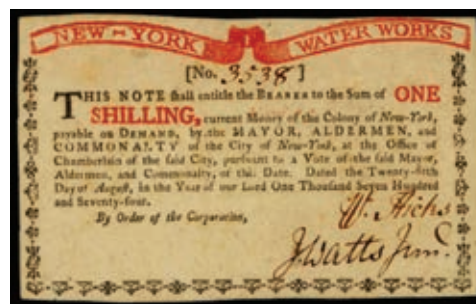 NEW-YORK WATER WORKS
[No. 3538]
THIS NOTE shall entitle the BEARER to the Sum of ONE
SHILLING, current Money of the Colony of New-York,
payable on DEMAND, by the MAYOR, ALDERMEN, and
COMMONALTY of the City of New-York, at the Office of
Chamberlain of the said City, pursuant to a Vote of the said Mayor,
Aldermen, and Commonalty, of this Date. Dated the Twenty-fifth
Day of August, in the Year of our Lord One Thousand Seven Hundred
and Seventy-four.
By Order of the Corporation,
W. Hicks
J Watts Junr.